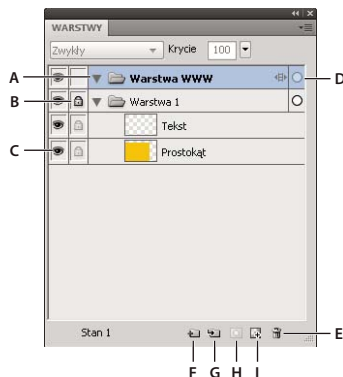 WARSTWY
Zwykły Krycie 100
A Warstwa WWW D
B Warstwa 1
Tekst
C Prostokąt
Stan 1 E
F G H I